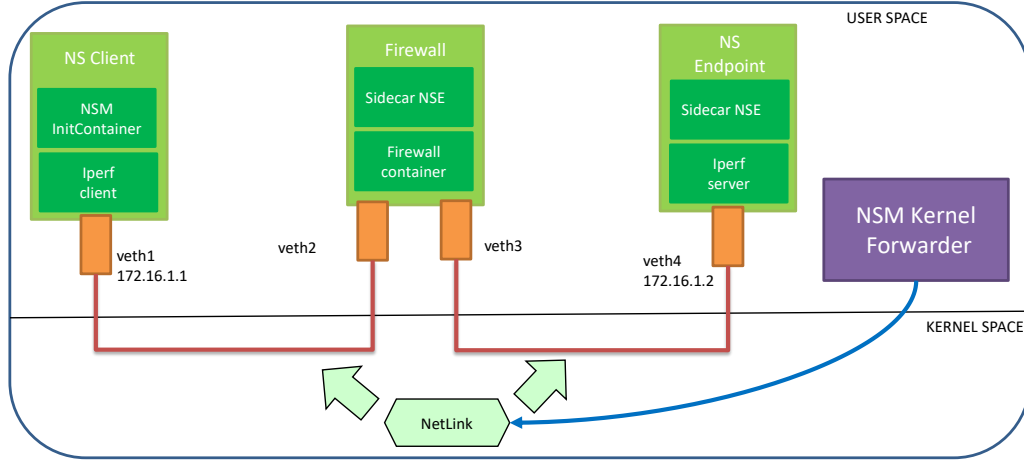 USER SPACE
NS Client
NSM
InitContainer
Iperf
client
Firewall
Sidecar NSE
Firewall
container
NS
Endpoint
Sidecar NSE
Iperf
server
NSM Kernel
Forwarder
veth1
172.16.1.1
veth2
veth3
veth4
172.16.1.2
KERNEL SPACE
NetLink